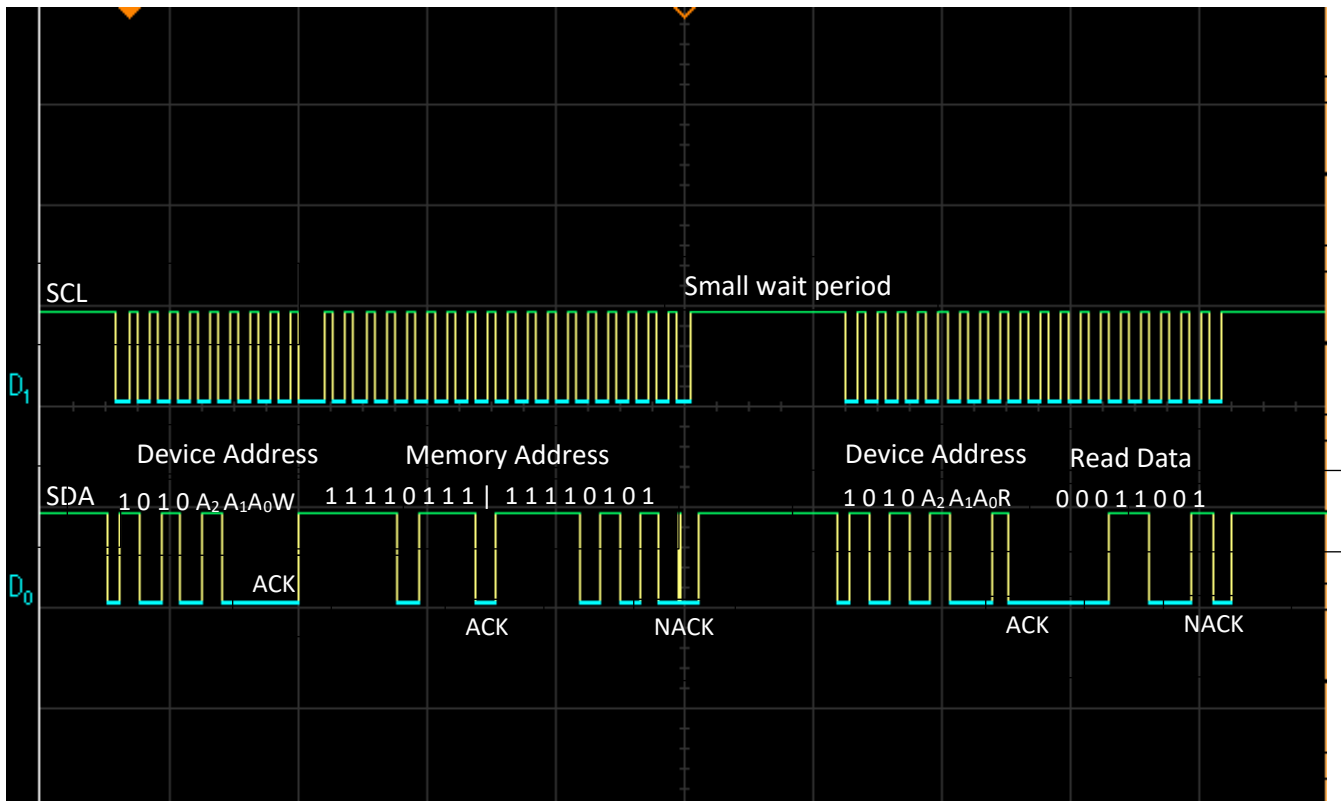 SCL
Small wait period
D₁
Device Address Memory Address Device Address Read Data
SDA 1 0 1 0 A₂ A₁A₀W 1 1 1 1 0 1 1 1 | 1 1 1 1 0 1 0 1 1 0 1 0 A₂ A₁A₀R 0 0 0 1 1 0 0 1
D₀ ACK
ACK NACK ACK NACK